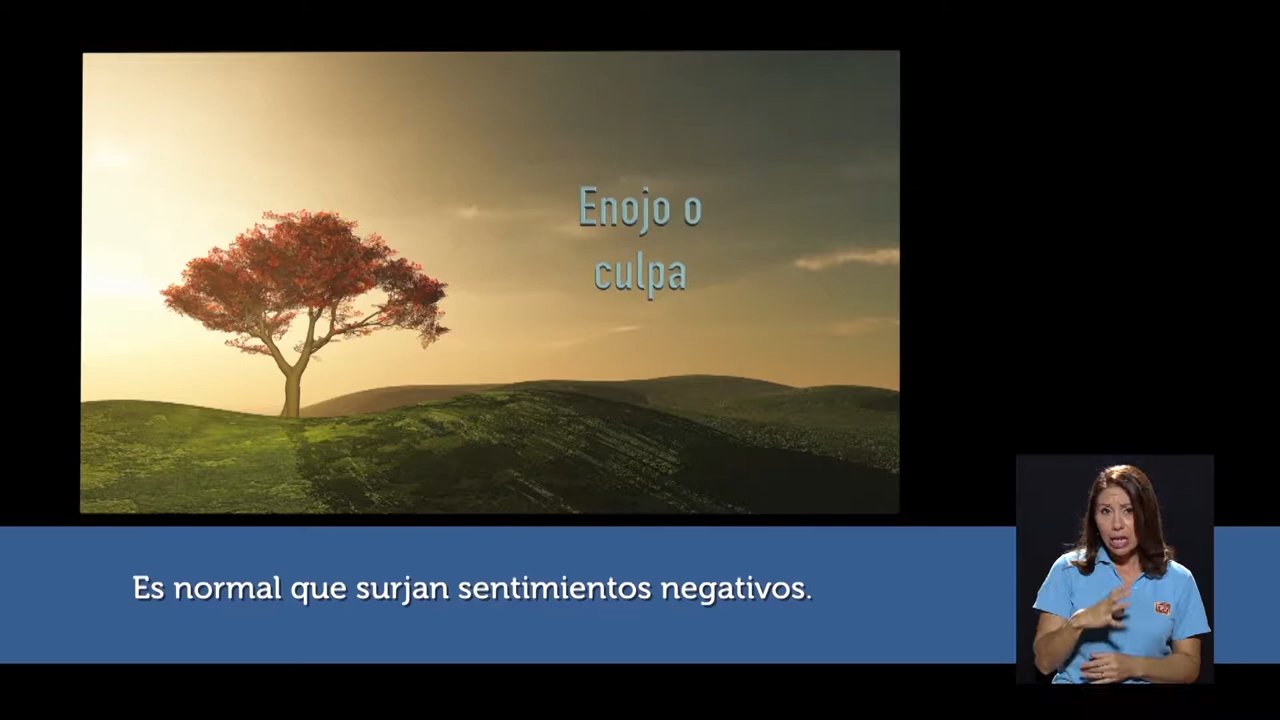 Enojo o
culpa
Es normal que surjan sentimientos negativos.